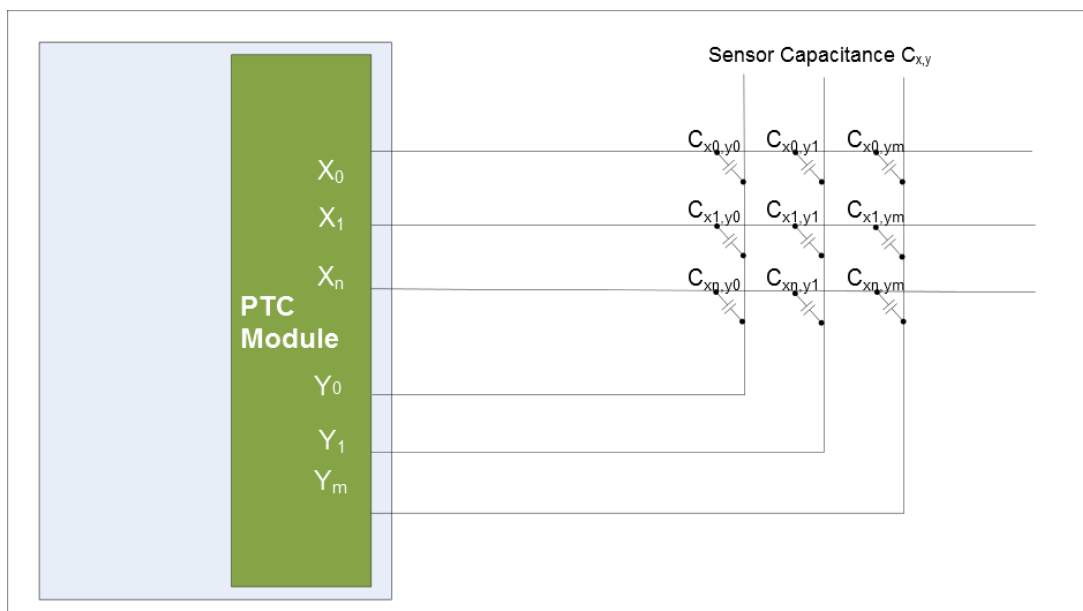 Sensor Capacitance Cx,y
Cx0,y0 Cx0,y1 Cx0,ym
X0
X1
Cx1,y0 Cx1,y1 Cx1,ym
Xn
Cxn,y0 Cxn,y1 Cxn,ym
PTC
Module
Y0
Y1
Ym